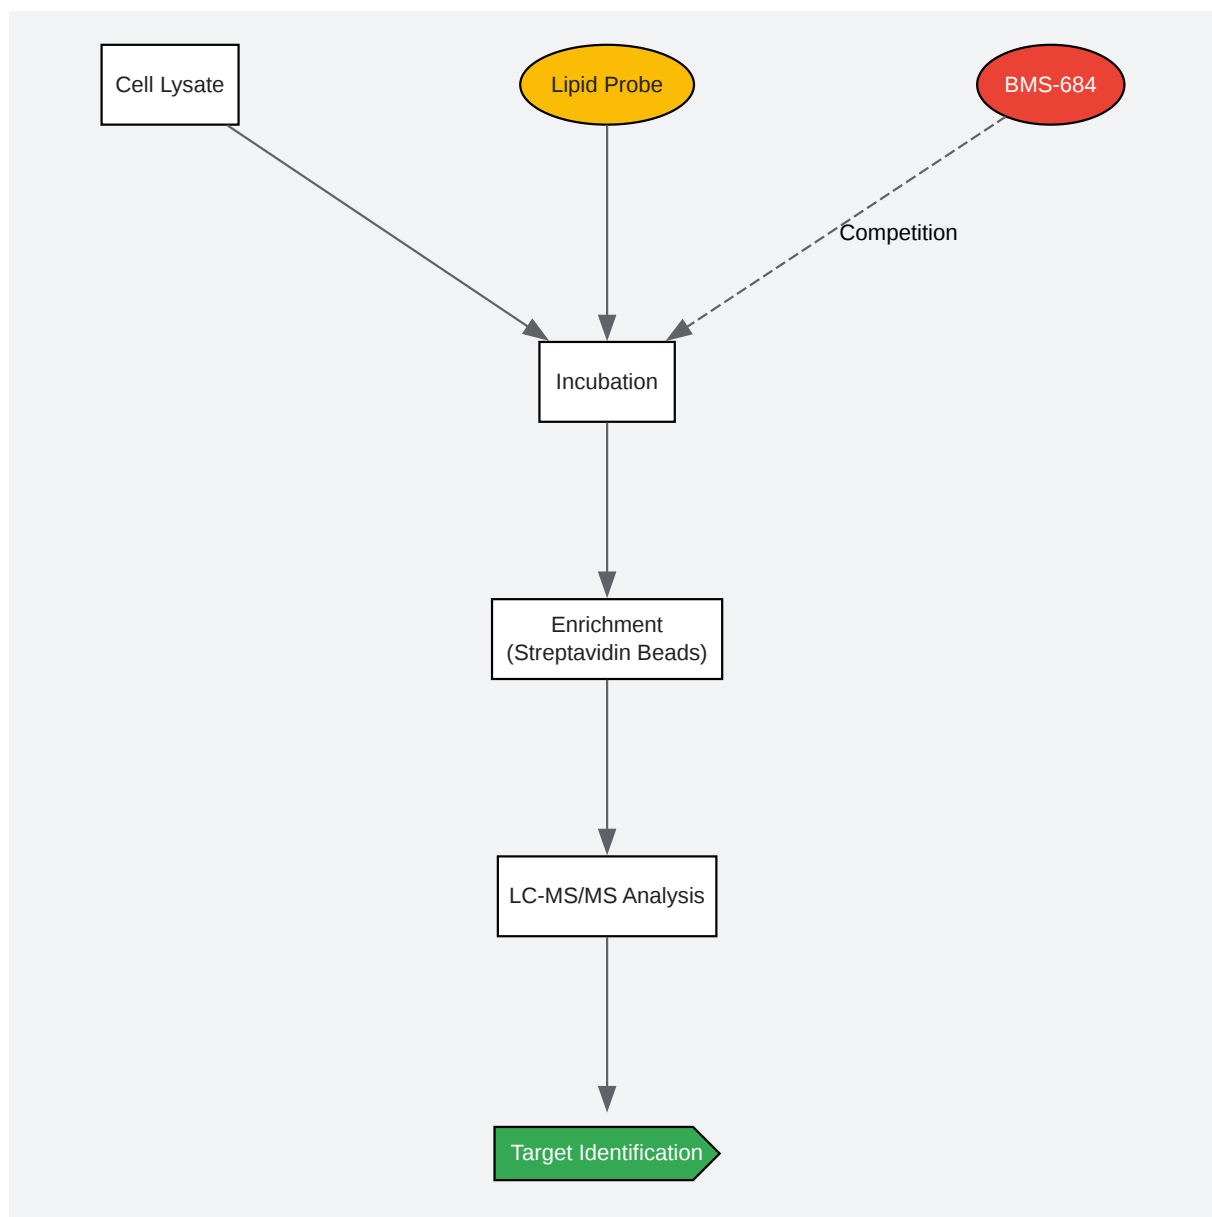 Cell Lysate
Lipid Probe
BMS-684
Competition
Incubation
Enrichment
(Streptavidin Beads)
LC-MS/MS Analysis
Target Identification